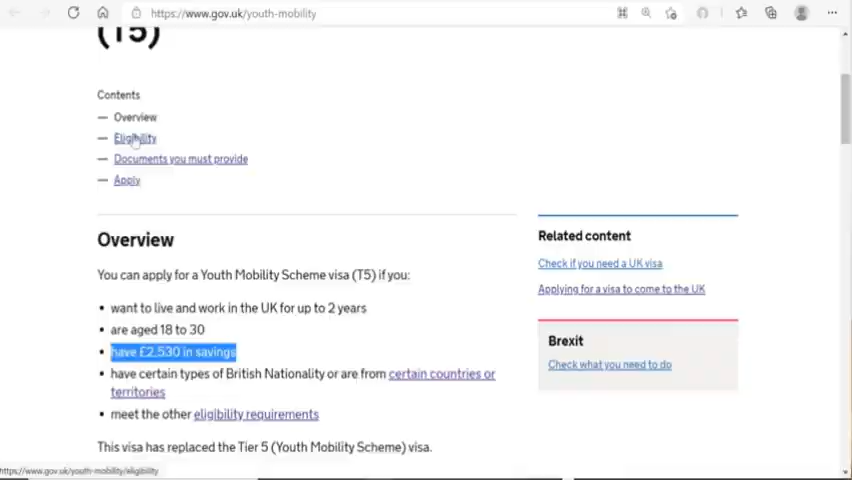 https://www.gov.uk/youth-mobility
(T5)
Contents
— Overview
— Eligibility
— Documents you must provide
— Apply
Overview
You can apply for a Youth Mobility Scheme visa (T5) if you:
• want to live and work in the UK for up to 2 years
• are aged 18 to 30
• have £2,530 in savings
• have certain types of British Nationality or are from certain countries or
territories
• meet the other eligibility requirements
This visa has replaced the Tier 5 (Youth Mobility Scheme) visa.
Related content
Check if you need a UK visa
Applying for a visa to come to the UK
Brexit
Check what you need to do
https://www.gov.uk/youth-mobility/eligibility